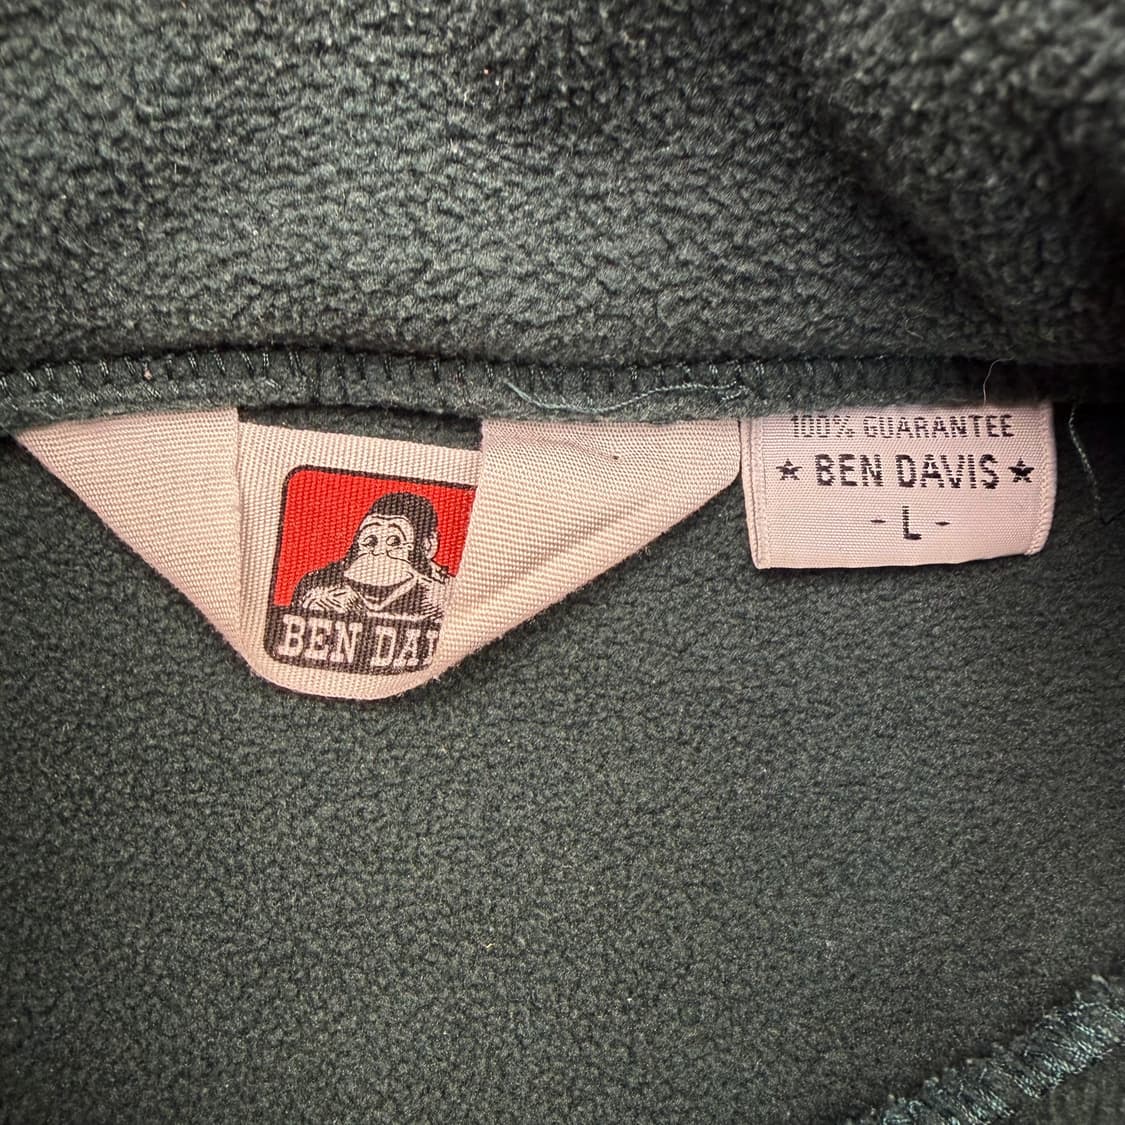 BEN DA
100% GUARANTEE
★ BEN DAVIS ★
- L -